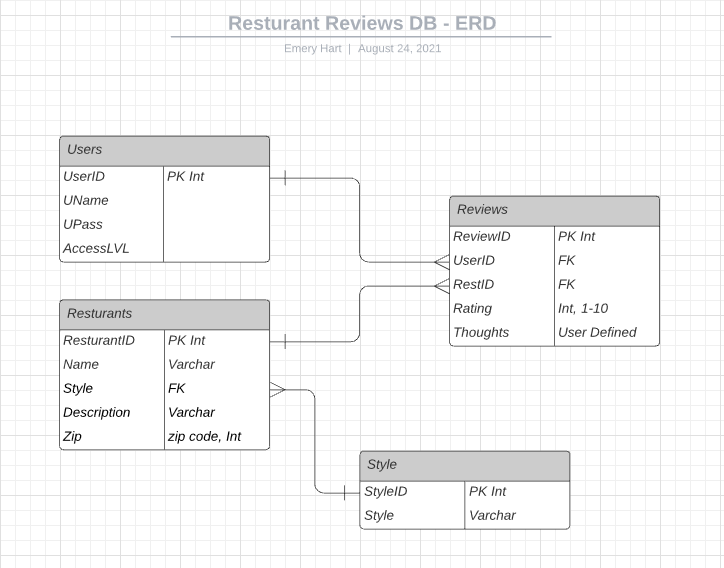 Resturant Reviews DB - ERD
Emery Hart | August 24, 2021
Users
UserID PK Int
UName
UPass
AccessLVL
Reviews
ReviewID PK Int
UserID FK
RestID FK
Rating Int, 1-10
Thoughts User Defined
Resturants
ResturantID PK Int
Name Varchar
Style FK
Description Varchar
Zip zip code, Int
Style
StyleID PK Int
Style Varchar